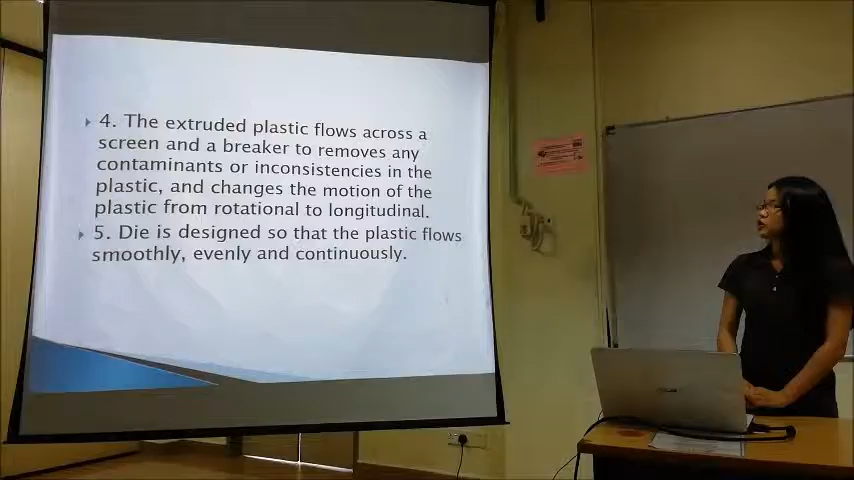 4. The extruded plastic flows across a
screen and a breaker to removes any
contaminants or inconsistencies in the
plastic, and changes the motion of the
plastic from rotational to longitudinal.
5. Die is designed so that the plastic flows
smoothly, evenly and continuously.